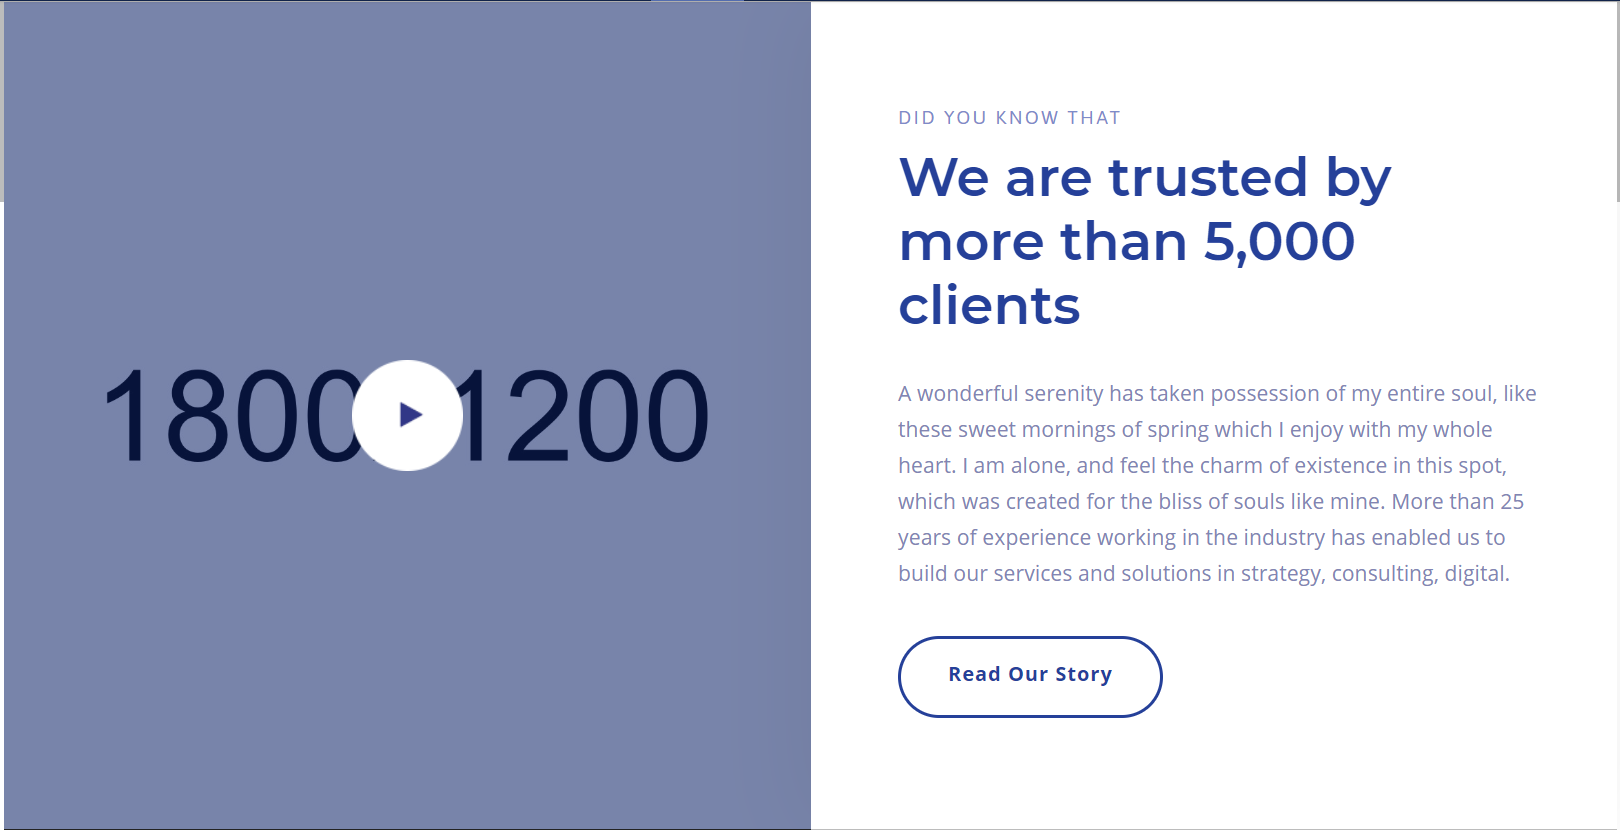 1800 1200
DID YOU KNOW THAT
We are trusted by
more than 5,000
clients
A wonderful serenity has taken possession of my entire soul, like
these sweet mornings of spring which I enjoy with my whole
heart. I am alone, and feel the charm of existence in this spot,
which was created for the bliss of souls like mine. More than 25
years of experience working in the industry has enabled us to
build our services and solutions in strategy, consulting, digital.
Read Our Story